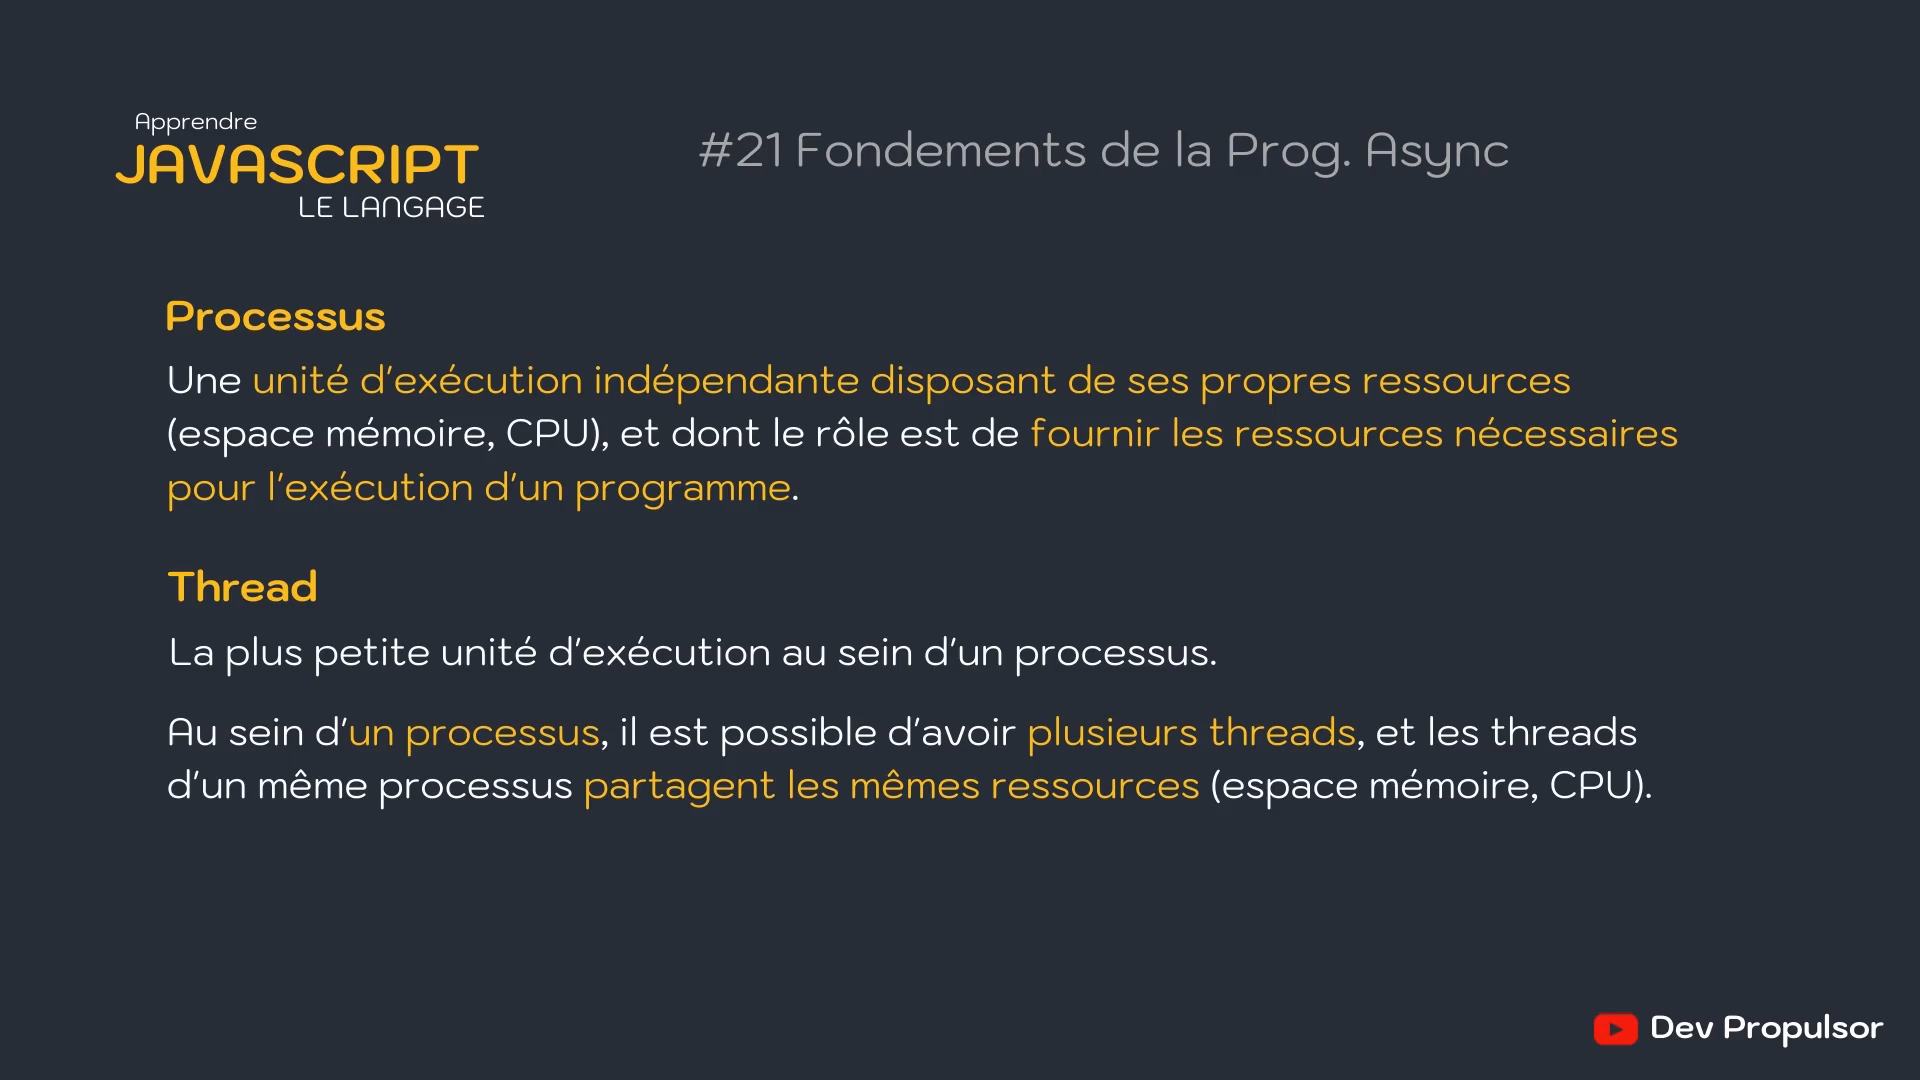 Apprendre
JAVASCRIPT
LE LANGAGE
#21 Fondements de la Prog. Async
Processus
Une unité d'exécution indépendante disposant de ses propres ressources
(espace mémoire, CPU), et dont le rôle est de fournir les ressources nécessaires
pour l'exécution d'un programme.
Thread
La plus petite unité d'exécution au sein d'un processus.
Au sein d'un processus, il est possible d'avoir plusieurs threads, et les threads
d'un même processus partagent les mêmes ressources (espace mémoire, CPU).
Dev Propulsor